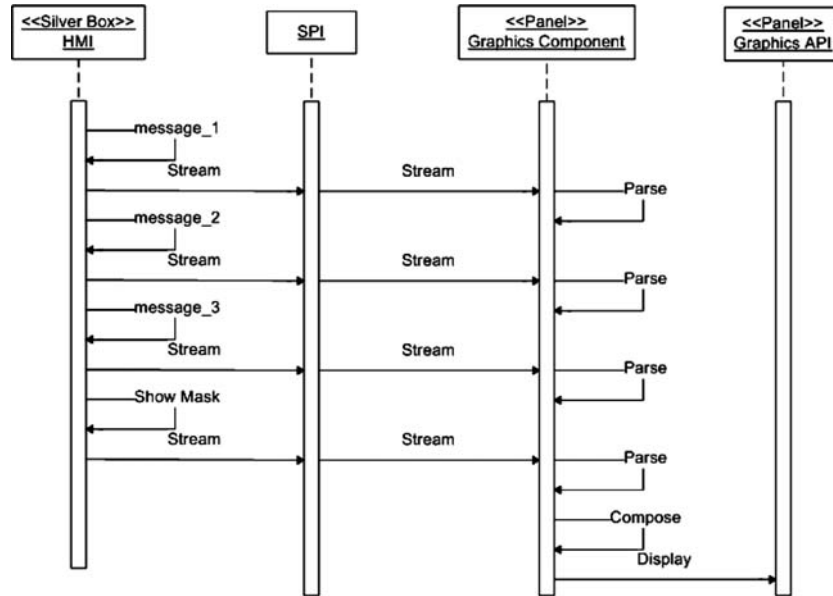 <<Silver Box>>
HMI
SPI
<<Panel>>
Graphics Component
<<Panel>>
Graphics API
message_1
Stream
Stream
Parse
message_2
Stream
Stream
Parse
message_3
Stream
Stream
Parse
Show Mask
Stream
Stream
Parse
Compose
Display